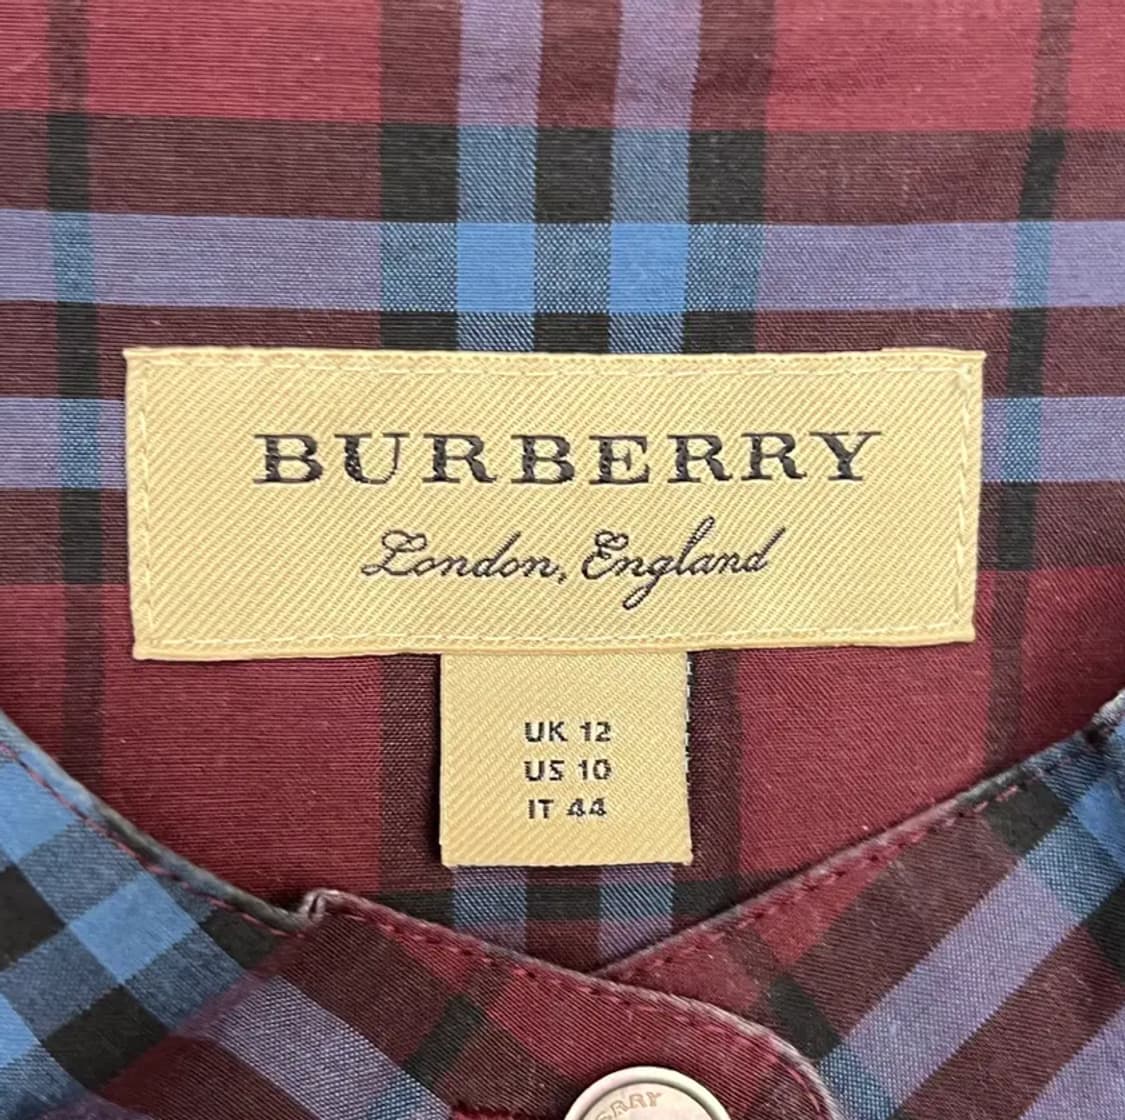 BURBERRY
London, England
UK 12
US 10
IT 44